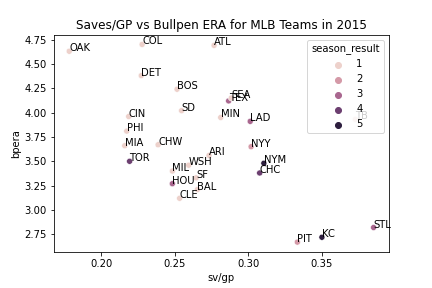 Saves/GP vs Bullpen ERA for MLB Teams in 2015
season_result
1
2
3
4
5
bpera
4.75
4.50
4.25
4.00
3.75
3.50
3.25
3.00
2.75
OAK
COL
ATL
DET
BOS
TEX
SD
CIN
MIN
LAD
TB
PHI
MIA
CHW
NYY
ARI
TOR
WSH
NYM
MIL
CHC
SF
HOU
BAL
CLE
STL
KC
PIT
0.20
0.25
0.30
0.35
sv/gp